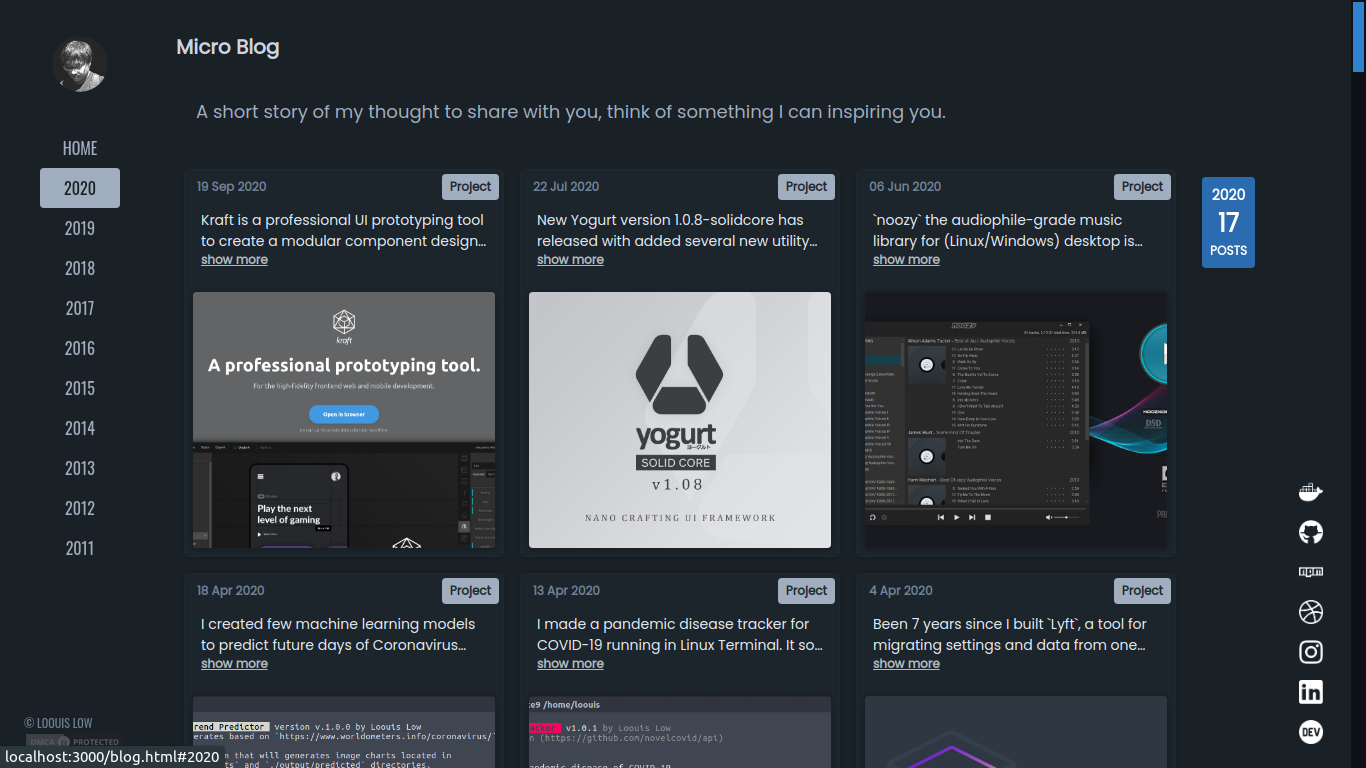 Micro Blog
A short story of my thought to share with you, think of something I can inspiring you.
HOME
2020
2019
2018
2017
2016
2015
2014
2013
2012
2011
19 Sep 2020
Project
Kraft is a professional UI prototyping tool
to create a modular component design...
show more
kraft
A professional prototyping tool.
For the high-fidelity frontend web and mobile development.
Open in browser
Play the next
level of gaming
22 Jul 2020
Project
New Yogurt version 1.0.8-solidcore has
released with added several new utility...
show more
yogurt
ヨーグルト
SOLID CORE
v1.08
NANO CRAFTING UI FRAMEWORK
06 Jun 2020
Project
`noozy` the audiophile-grade music
library for (Linux/Windows) desktop is...
show more
noozy
DSD
2020
17
POSTS
18 Apr 2020
Project
I created few machine learning models
to predict future days of Coronavirus...
show more
rend Predictor version v.1.0.0 by Loouis Low
erates based on `https://www.worldometers.info/coronavirus/
on that will generates image charts located in
ts` and `./output/predicted` directories.
13 Apr 2020
Project
I made a pandemic disease tracker for
COVID-19 running in Linux Terminal. It so...
show more
te9 /home/loouis
acker v1.0.1 by Loouis Low
n (https://github.com/novelcovid/api)
andemic disease of COVID-19
4 Apr 2020
Project
Been 7 years since I built `Lyft`, a tool for
migrating settings and data from one...
show more
npm
in
DEV
© LOOUIS LOW
DMCA PROTECTED
localhost:3000/blog.html#2020